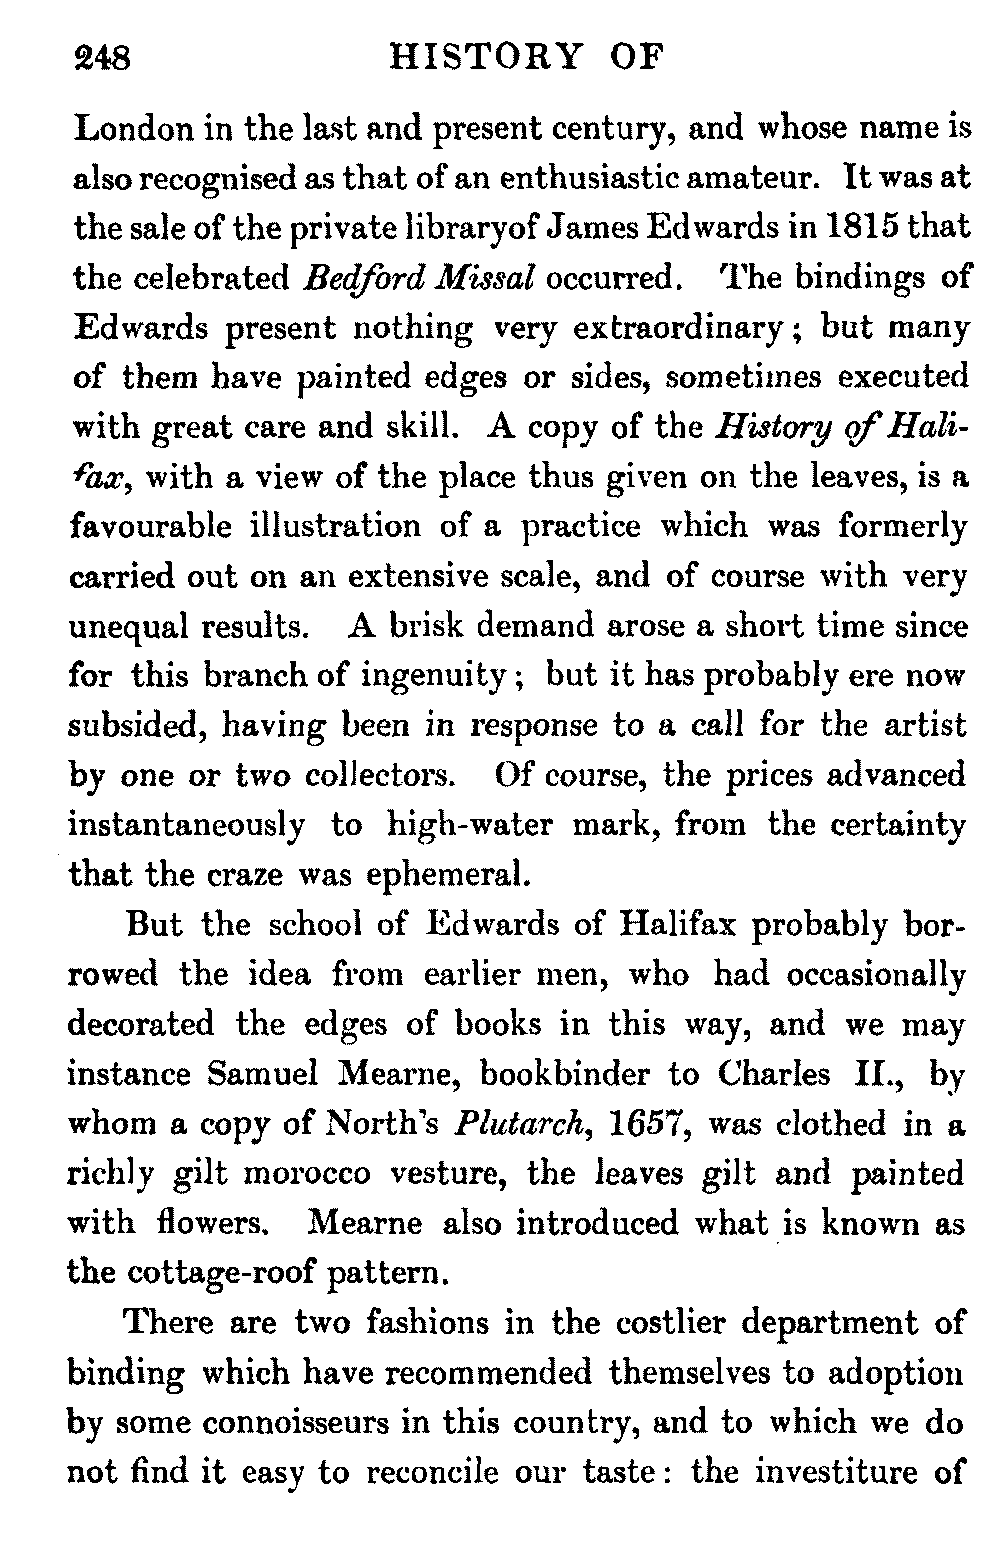 248 HISTORY OF
London in the last and present century, and whose name is
also recognised as that of an enthusiastic amateur. It was at
the sale of the private libraryof James Edwards in 1815 that
the celebrated Bedford Missal occurred. The bindings of
Edwards present nothing very extraordinary; but many
of them have painted edges or sides, sometimes executed
with great care and skill. A copy of the History of Hali-
fax, with a view of the place thus given on the leaves, is a
favourable illustration of a practice which was formerly
carried out on an extensive scale, and of course with very
unequal results. A brisk demand arose a short time since
for this branch of ingenuity; but it has probably ere now
subsided, having been in response to a call for the artist
by one or two collectors. Of course, the prices advanced
instantaneously to high-water mark, from the certainty
that the craze was ephemeral.
But the school of Edwards of Halifax probably bor-
rowed the idea from earlier men, who had occasionally
decorated the edges of books in this way, and we may
instance Samuel Mearne, bookbinder to Charles II., by
whom a copy of North's Plutarch, 1657, was clothed in a
richly gilt morocco vesture, the leaves gilt and painted
with flowers. Mearne also introduced what is known as
the cottage-roof pattern.
There are two fashions in the costlier department of
binding which have recommended themselves to adoption
by some connoisseurs in this country, and to which we do
not find it easy to reconcile our taste: the investiture of